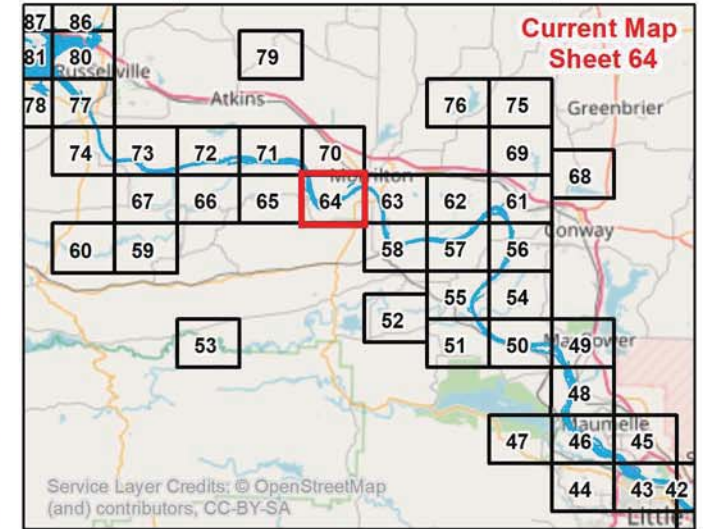 87 86
Current Map
Sheet 64
81 80
79
Russellville
78 77
Atkins
76 75
Greenbrier
74 73 72 71 70
69
68
Morrilton
67 66 65 64 63 62 61
Conway
60 59
58 57 56
55 54
52
53
51 50 49
Mayflower
48
Maumelle
47 46 45
Service Layer Credits: © OpenStreetMap
(and) contributors, CC-BY-SA
44 43 42
Little